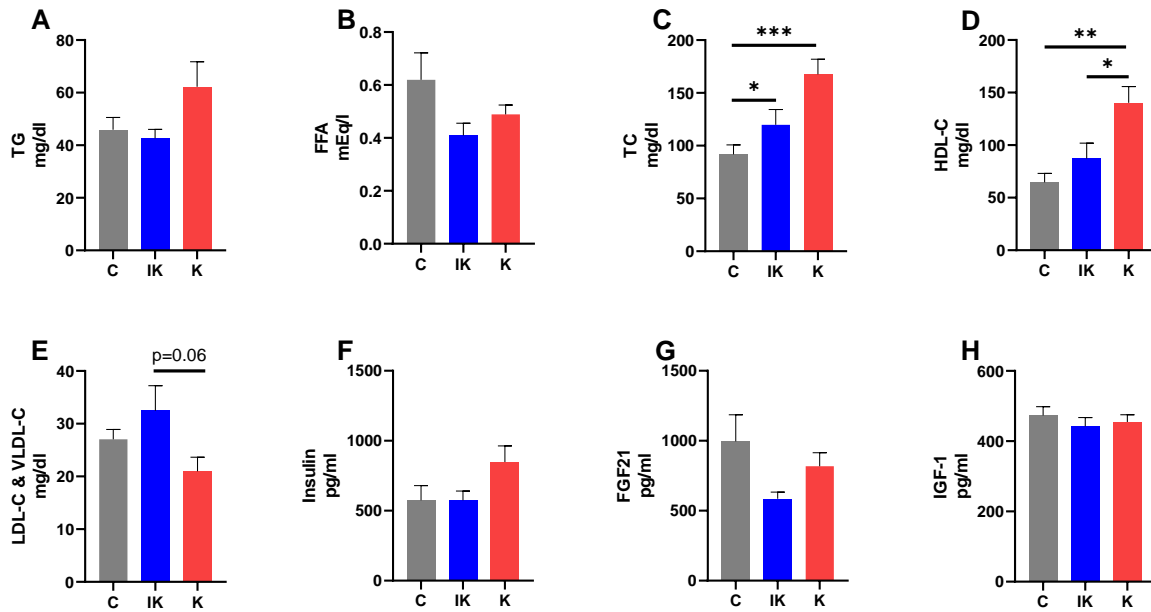 A
TG
mg/dl
80
60
40
20
0
C IK K
B
FFA
mEq/l
0.8
0.6
0.4
0.2
0.0
C IK K
C
TC
mg/dl
200
150
100
50
0
***
*
C IK K
D
HDL-C
mg/dl
200
150
100
50
0
**
*
C IK K
E
LDL-C & VLDL-C
mg/dl
40
30
20
10
0
p=0.06
C IK K
F
Insulin
pg/ml
1500
1000
500
0
C IK K
G
FGF21
pg/ml
1500
1000
500
0
C IK K
H
IGF-1
pg/ml
600
400
200
0
C IK K